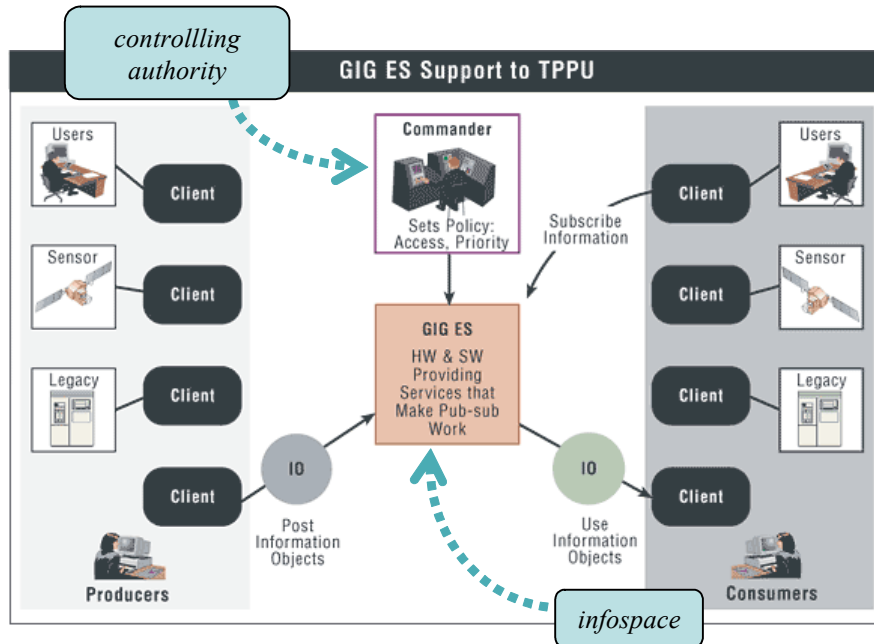 controllling
authority
GIG ES Support to TPPU
Users
Client
Sensor
Client
Legacy
Client
Client
Producers
Commander
Sets Policy:
Access, Priority
GIG ES
HW & SW
Providing
Services that
Make Pub-sub
Work
IO
Post
Information
Objects
Subscribe
Information
IO
Use
Information
Objects
Client
Users
Client
Sensor
Client
Legacy
Client
Consumers
infospace